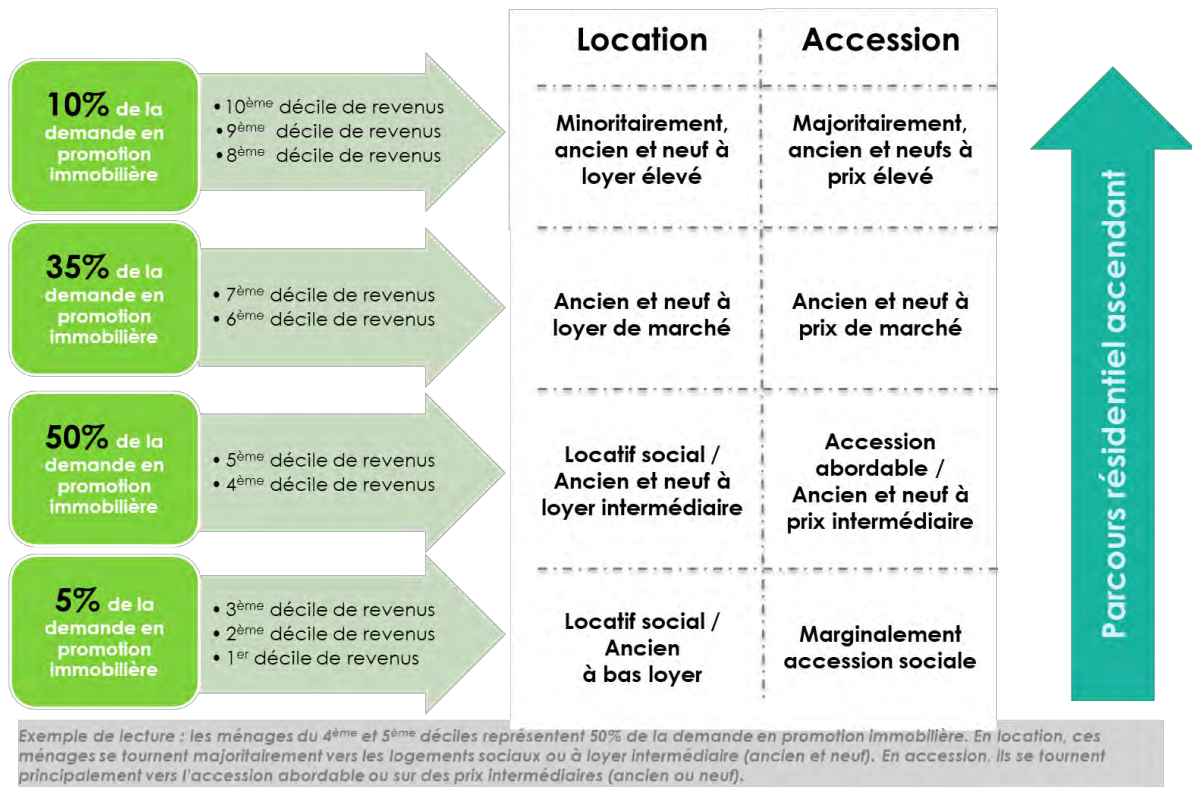 Location
Accession
10% de la
demande en
promotion
immobilière
• 10ème décile de revenus
• 9ème décile de revenus
• 8ème décile de revenus
Minoritairement,
ancien et neuf à
loyer élevé
Majoritairement,
ancien et neufs à
prix élevé
35% de la
demande en
promotion
immobilière
• 7ème décile de revenus
• 6ème décile de revenus
Ancien et neuf à
loyer de marché
Ancien et neuf à
prix de marché
50% de la
demande en
promotion
immobilière
• 5ème décile de revenus
• 4ème décile de revenus
Locatif social /
Ancien et neuf à
loyer intermédiaire
Accession
abordable /
Ancien et neuf à
prix intermédiaire
5% de la
demande en
promotion
immobilière
• 3ème décile de revenus
• 2ème décile de revenus
• 1er décile de revenus
Locatif social /
Ancien
à bas loyer
Marginalement
accession sociale
Parcours résidentiel ascendant
Exemple de lecture : les ménages du 4ème et 5ème déciles représentent 50% de la demande en promotion immobilière. En location, ces
ménages se tournent majoritairement vers les logements sociaux ou à loyer intermédiaire (ancien et neuf). En accession, ils se tournent
principalement vers l'accession abordable ou sur des prix intermédiaires (ancien ou neuf).